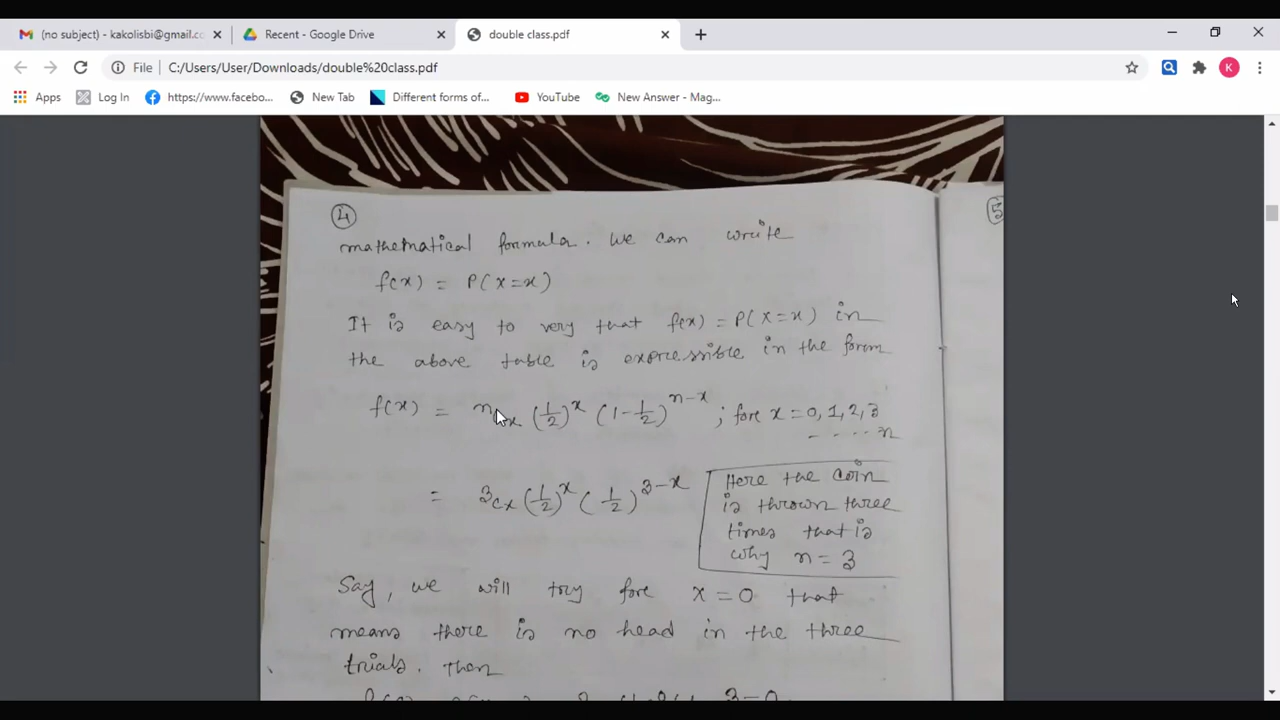 (no subject) - kakolisbi@gmail.co
Recent - Google Drive
double class.pdf
File
C:/Users/User/Downloads/double%20class.pdf
K
Apps
Log In
https://www.facebo...
New Tab
Different forms of...
YouTube
New Answer - Mag...
4
5
mathematical formula. We can write
f(x) = P(X=x)
It is easy to very that f(x) = P(X=x) in
the above table is expressible in the form
f(x) = nCx (1/2)^x (1-1/2)^n-x ; for x=0,1,2,3
....n
= 3Cx (1/2)^x (1/2)^3-x
Here the coin
is thrown three
times that is
why n = 3
Say, we will try for x=0 that
means there is no head in the three
trials. Then